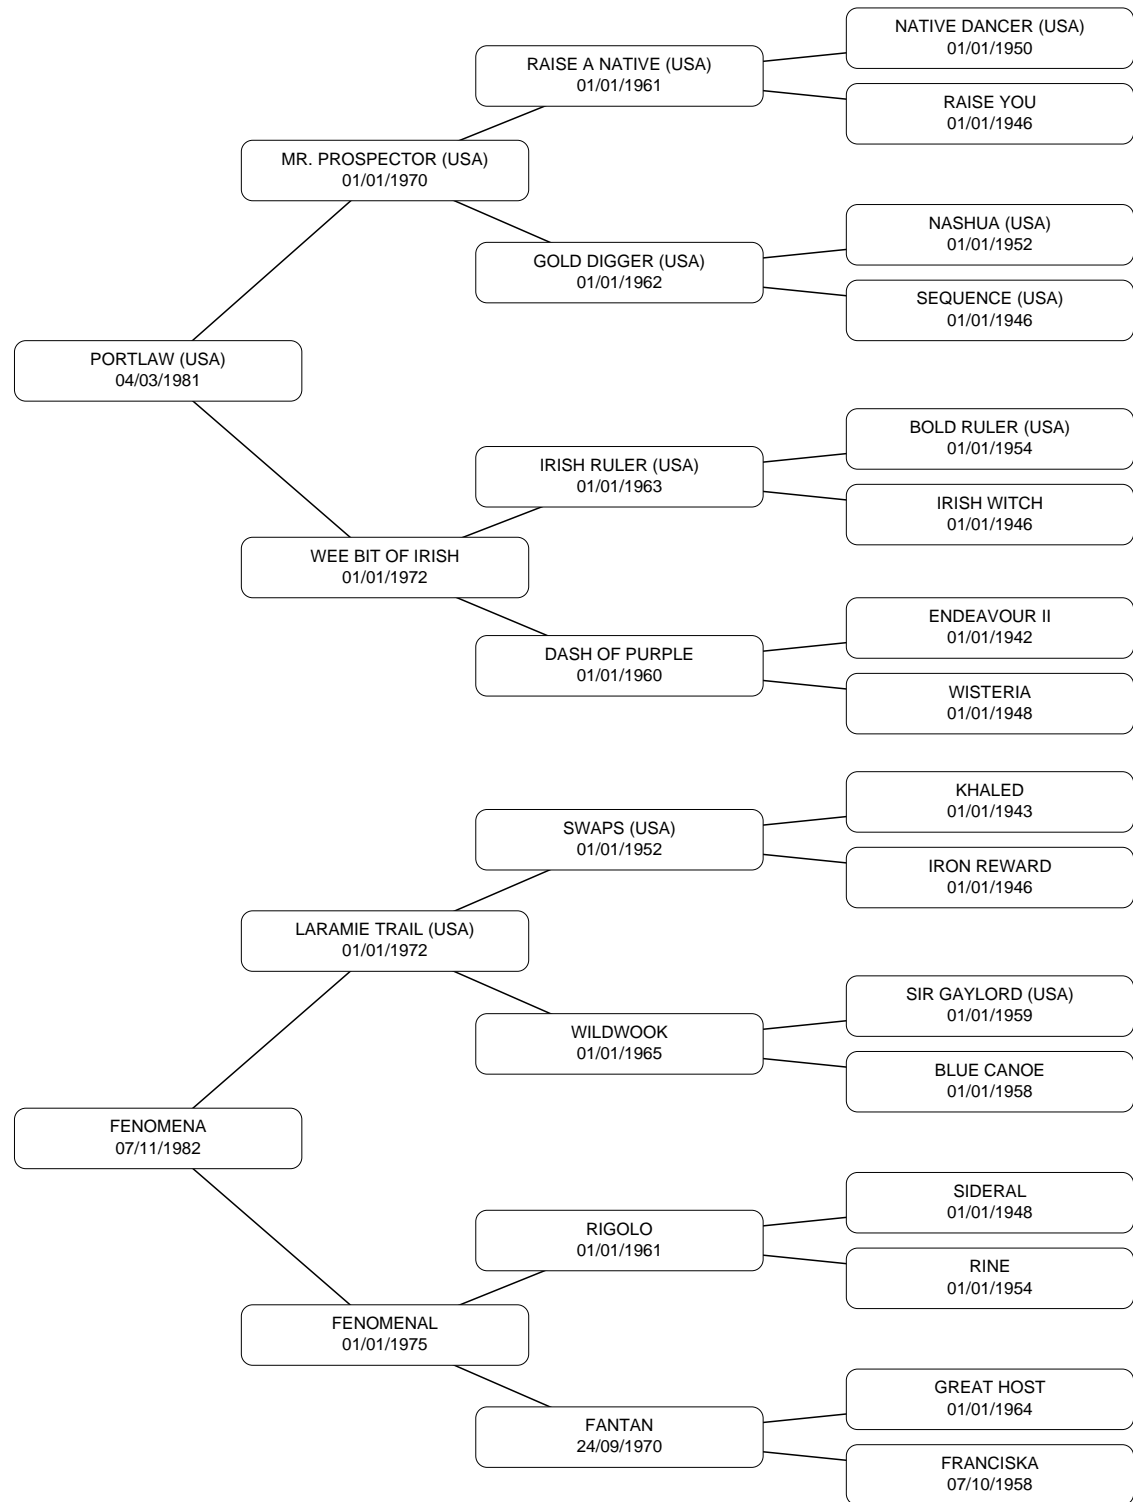 NATIVE DANCER (USA)
01/01/1950
RAISE A NATIVE (USA)
01/01/1961
RAISE YOU
01/01/1946
MR. PROSPECTOR (USA)
01/01/1970
NASHUA (USA)
01/01/1952
GOLD DIGGER (USA)
01/01/1962
SEQUENCE (USA)
01/01/1946
PORTLAW (USA)
04/03/1981
BOLD RULER (USA)
01/01/1954
IRISH RULER (USA)
01/01/1963
IRISH WITCH
01/01/1946
WEE BIT OF IRISH
01/01/1972
ENDEAVOUR II
01/01/1942
DASH OF PURPLE
01/01/1960
WISTERIA
01/01/1948
KHALED
01/01/1943
SWAPS (USA)
01/01/1952
IRON REWARD
01/01/1946
LARAMIE TRAIL (USA)
01/01/1972
SIR GAYLORD (USA)
01/01/1959
WILDWOOK
01/01/1965
BLUE CANOE
01/01/1958
FENOMENA
07/11/1982
SIDERAL
01/01/1948
RIGOLO
01/01/1961
RINE
01/01/1954
FENOMENAL
01/01/1975
GREAT HOST
01/01/1964
FANTAN
24/09/1970
FRANCISKA
07/10/1958